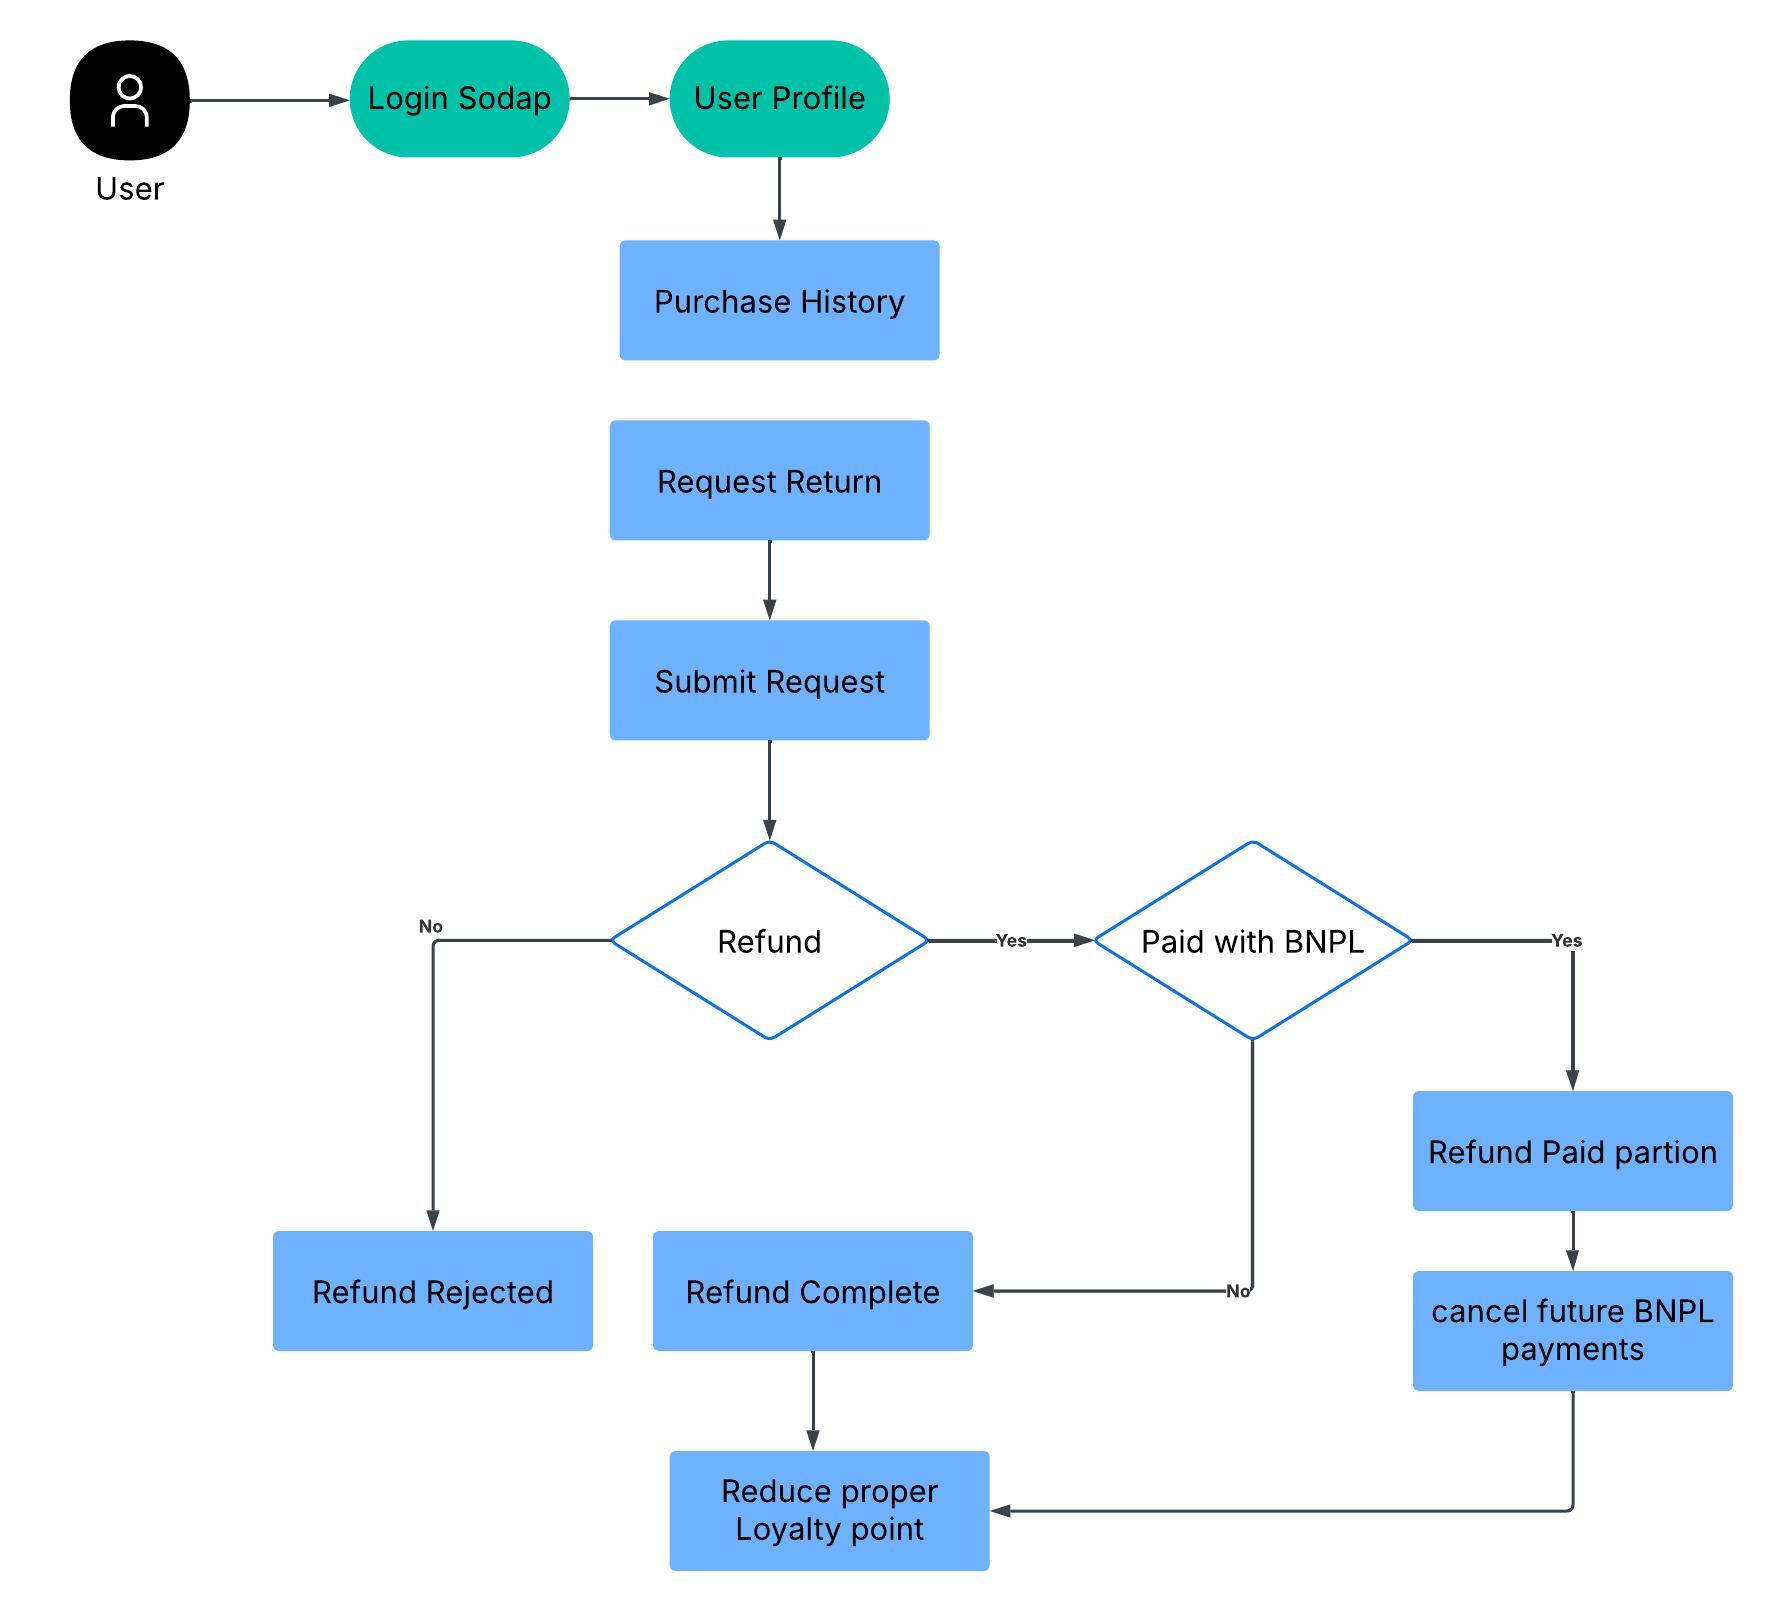 Login Sodap
User Profile
User
Purchase History
Request Return
Submit Request
No
Refund
Yes
Paid with BNPL
Yes
Refund Paid partion
Refund Rejected
Refund Complete
No
cancel future BNPL
payments
Reduce proper
Loyalty point